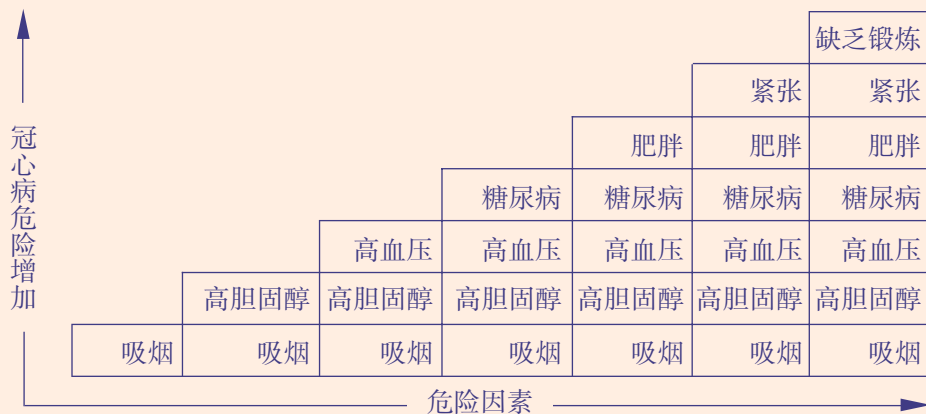 缺乏锻炼
紧张 紧张
肥胖 肥胖 肥胖
糖尿病 糖尿病 糖尿病 糖尿病
高血压 高血压 高血压 高血压 高血压
高胆固醇 高胆固醇 高胆固醇 高胆固醇 高胆固醇 高胆固醇
吸烟 吸烟 吸烟 吸烟 吸烟 吸烟 吸烟
冠心病危险增加
危险因素